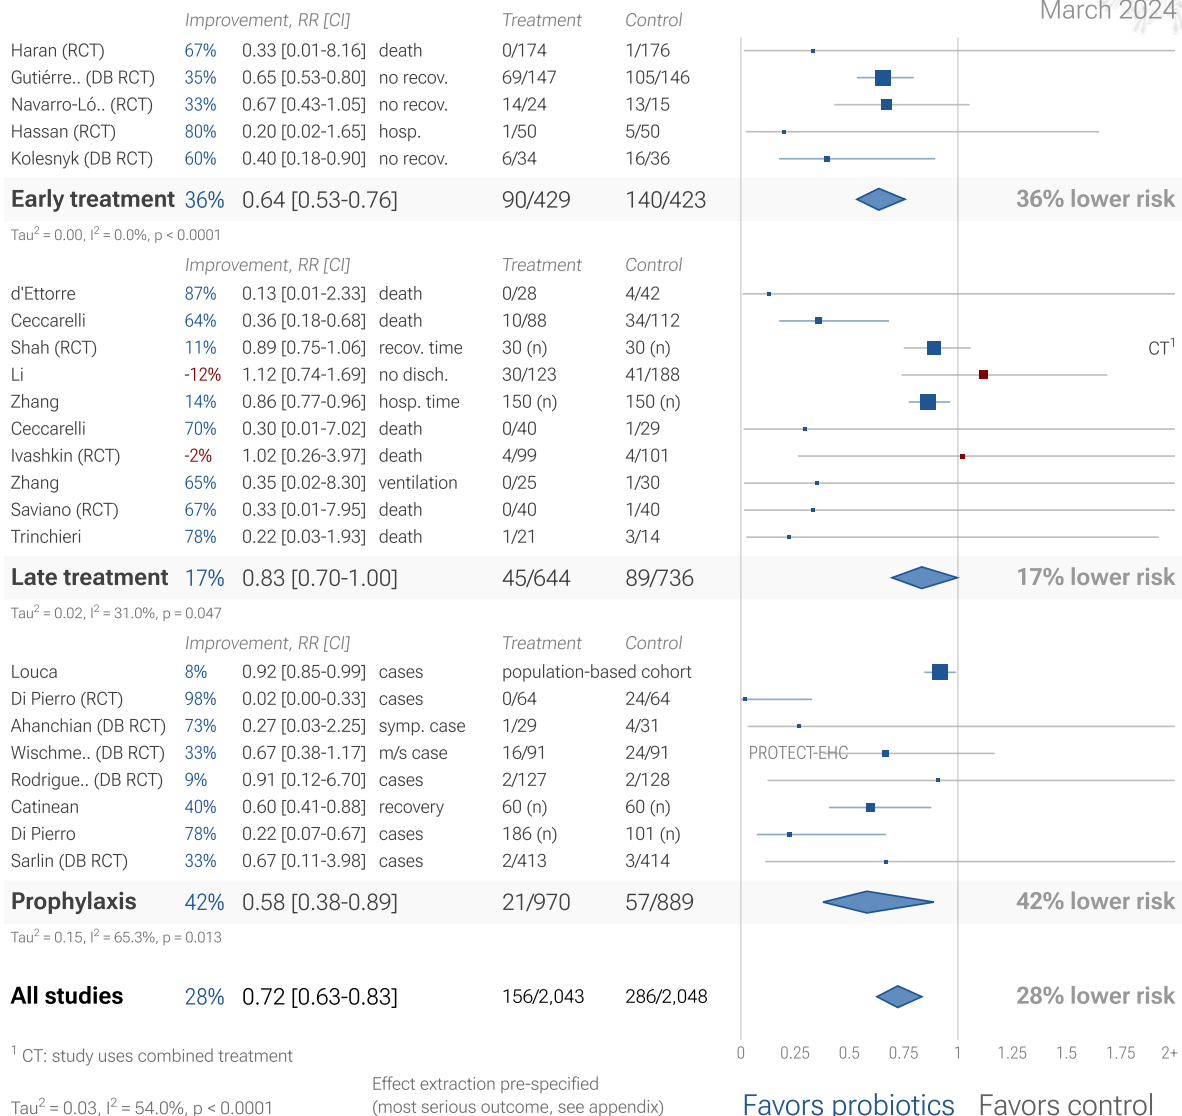 March 2024
Improvement, RR [CI] Treatment Control
Haran (RCT) 67% 0.33 [0.01-8.16] death 0/174 1/176
Gutiérre.. (DB RCT) 35% 0.65 [0.53-0.80] no recov. 69/147 105/146
Navarro-Ló.. (RCT) 33% 0.67 [0.43-1.05] no recov. 14/24 13/15
Hassan (RCT) 80% 0.20 [0.02-1.65] hosp. 1/50 5/50
Kolesnyk (DB RCT) 60% 0.40 [0.18-0.90] no recov. 6/34 16/36
Early treatment 36% 0.64 [0.53-0.76] 90/429 140/423 36% lower risk
Tau² = 0.00, I² = 0.0%, p < 0.0001
Improvement, RR [CI] Treatment Control
d'Ettorre 87% 0.13 [0.01-2.33] death 0/28 4/42
Ceccarelli 64% 0.36 [0.18-0.68] death 10/88 34/112
Shah (RCT) 11% 0.89 [0.75-1.06] recov. time 30 (n) 30 (n) CT¹
Li -12% 1.12 [0.74-1.69] no disch. 30/123 41/188
Zhang 14% 0.86 [0.77-0.96] hosp. time 150 (n) 150 (n)
Ceccarelli 70% 0.30 [0.01-7.02] death 0/40 1/29
Ivashkin (RCT) -2% 1.02 [0.26-3.97] death 4/99 4/101
Zhang 65% 0.35 [0.02-8.30] ventilation 0/25 1/30
Saviano (RCT) 67% 0.33 [0.01-7.95] death 0/40 1/40
Trinchieri 78% 0.22 [0.03-1.93] death 1/21 3/14
Late treatment 17% 0.83 [0.70-1.00] 45/644 89/736 17% lower risk
Tau² = 0.02, I² = 31.0%, p = 0.047
Improvement, RR [CI] Treatment Control
Louca 8% 0.92 [0.85-0.99] cases population-based cohort
Di Pierro (RCT) 98% 0.02 [0.00-0.33] cases 0/64 24/64
Ahanchian (DB RCT) 73% 0.27 [0.03-2.25] symp. case 1/29 4/31
Wischme.. (DB RCT) 33% 0.67 [0.38-1.17] m/s case 16/91 24/91 PROTECT-EHC
Rodrigue.. (DB RCT) 9% 0.91 [0.12-6.70] cases 2/127 2/128
Catinean 40% 0.60 [0.41-0.88] recovery 60 (n) 60 (n)
Di Pierro 78% 0.22 [0.07-0.67] cases 186 (n) 101 (n)
Sarlin (DB RCT) 33% 0.67 [0.11-3.98] cases 2/413 3/414
Prophylaxis 42% 0.58 [0.38-0.89] 21/970 57/889 42% lower risk
Tau² = 0.15, I² = 65.3%, p = 0.013
All studies 28% 0.72 [0.63-0.83] 156/2,043 286/2,048 28% lower risk
0 0.25 0.5 0.75 1 1.25 1.5 1.75 2+
¹ CT: study uses combined treatment
Effect extraction pre-specified
Tau² = 0.03, I² = 54.0%, p < 0.0001 (most serious outcome, see appendix) Favors probiotics Favors control